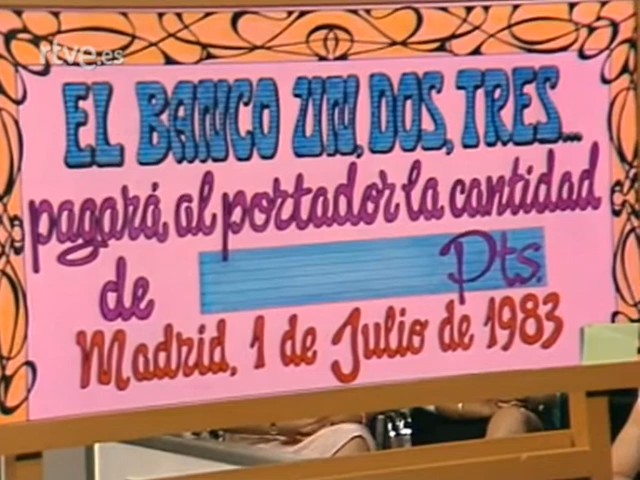 rtve.es
EL BANCO UN, DOS, TRES...
pagará al portador la cantidad
de Pts.
Madrid, 1 de Julio de 1983